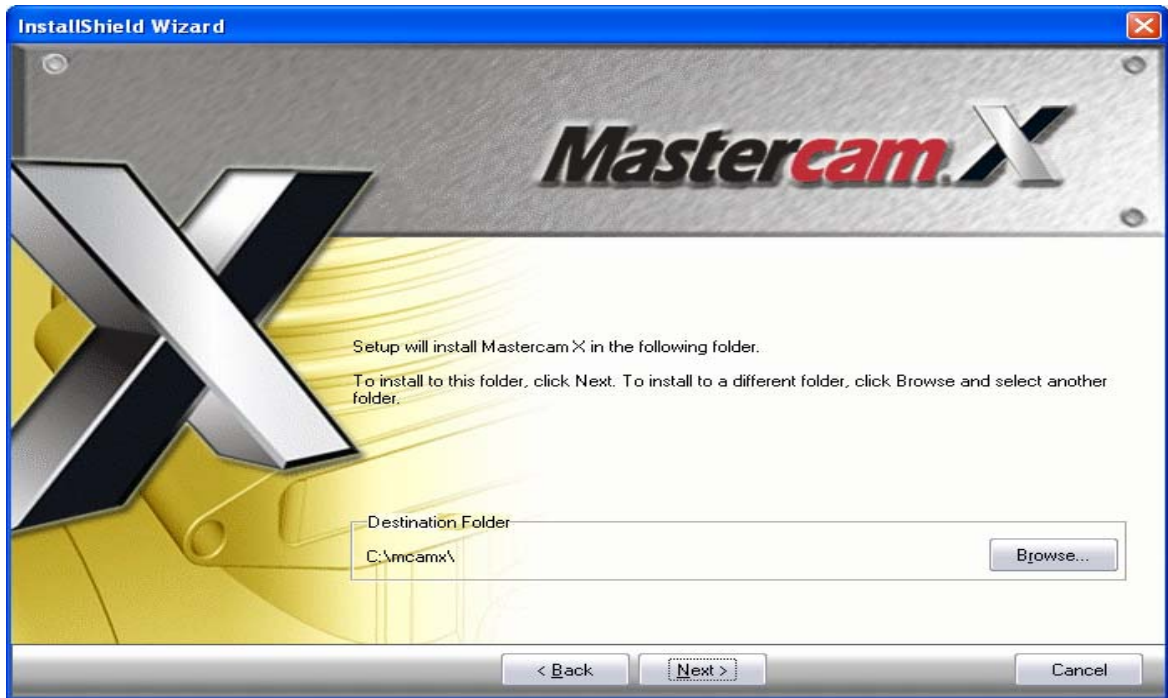 InstallShield Wizard
Mastercam.X
Setup will install Mastercam X in the following folder.
To install to this folder, click Next. To install to a different folder, click Browse and select another
folder.
Destination Folder
C:\mcamx\
Browse...
< Back
Next >
Cancel